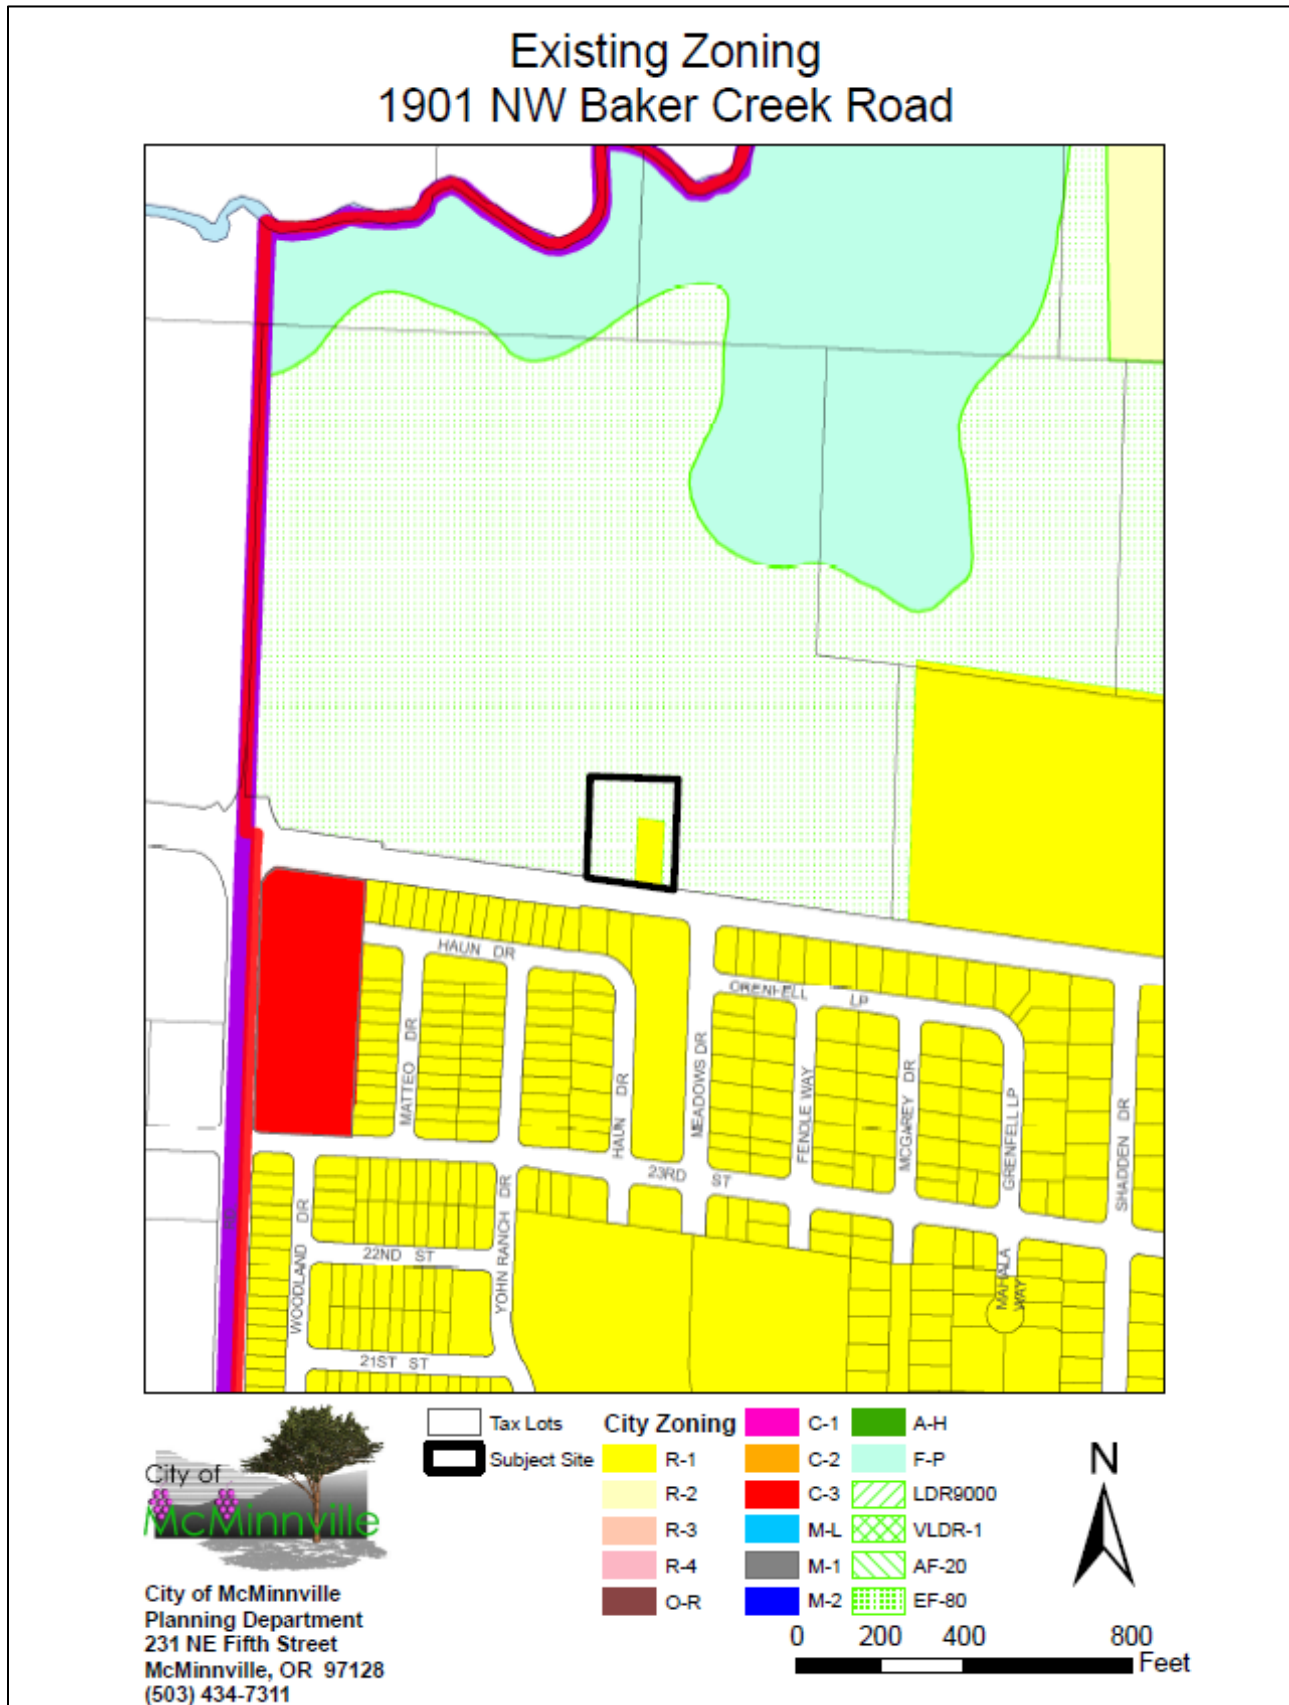 Existing Zoning
1901 NW Baker Creek Road
HAUN DR
GRENFELL LP
MATTEO DR
HAUN DR
MEADOWS DR
FENDLE WAY
MCGAREY DR
GRENFELL LP
SHADDEN DR
23RD ST
WOODLAND DR
22ND ST
YOHN RANCH DR
MAHALA WAY
21ST ST
City of
McMinnville
City of McMinnville
Planning Department
231 NE Fifth Street
McMinnville, OR 97128
(503) 434-7311
Tax Lots
Subject Site
City Zoning
R-1
R-2
R-3
R-4
O-R
C-1
C-2
C-3
M-L
M-1
M-2
A-H
F-P
LDR9000
VLDR-1
AF-20
EF-80
N
0 200 400 800
Feet